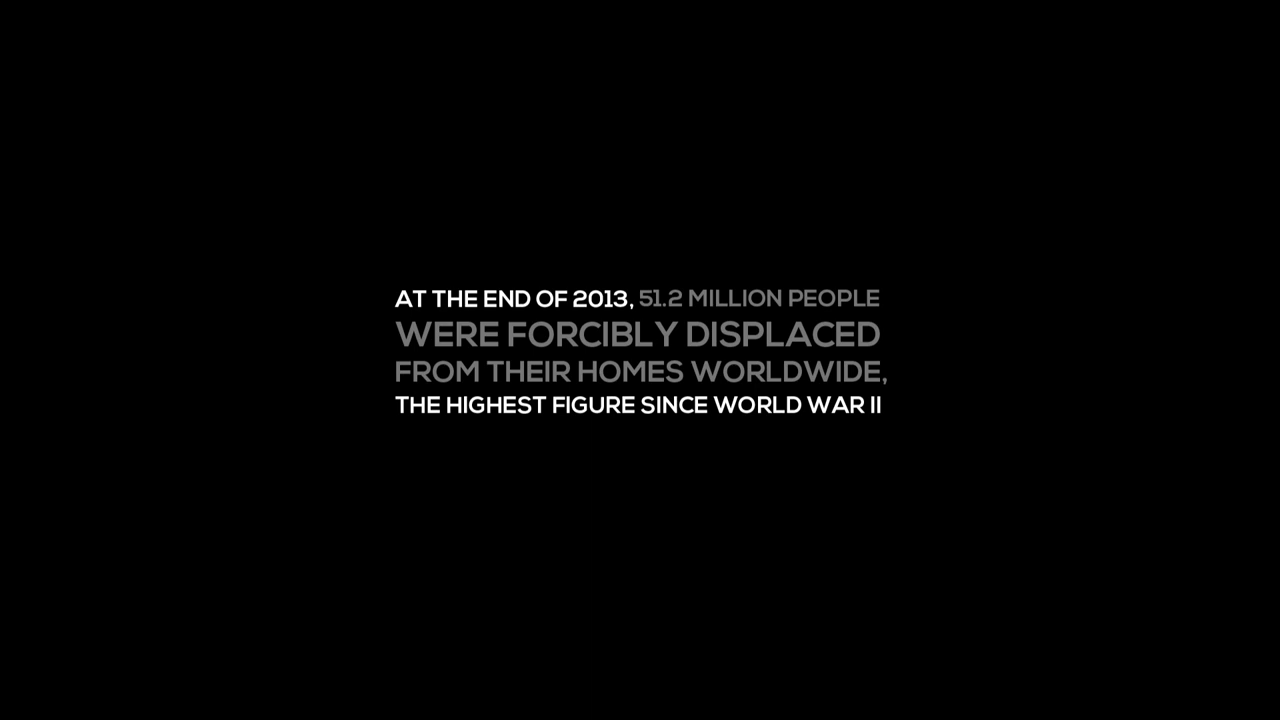 AT THE END OF 2013, 51.2 MILLION PEOPLE
WERE FORCIBLY DISPLACED
FROM THEIR HOMES WORLDWIDE,
THE HIGHEST FIGURE SINCE WORLD WAR II